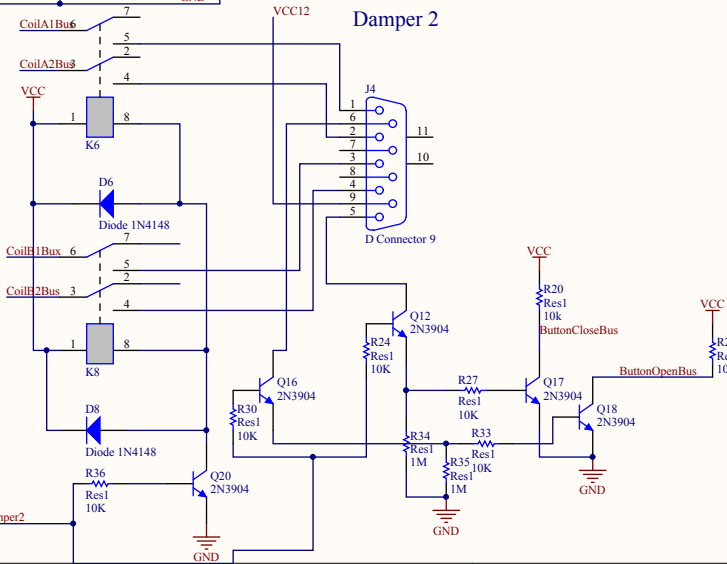 GND
Damper 2
CoilA1Bus
6
7
5
CoilA2Bus
3
2
4
VCC
1
8
K6
D6
Diode 1N4148
CoilB1Bux
6
7
5
CoilB2Bus
3
2
4
1
8
K8
D8
Diode 1N4148
R36
Res1
10K
Q20
2N3904
GND
mper2
VCC12
J4
1
6
2
7
3
8
4
9
5
11
10
D Connector 9
Q12
2N3904
R24
Res1
10K
Q16
2N3904
R30
Res1
10K
R34
Res1
1M
R35
Res1
1M
GND
R27
Res1
10K
R33
Res1
10K
VCC
R20
Res1
10k
ButtonCloseBus
Q17
2N3904
Q18
2N3904
GND
ButtonOpenBus
VCC
Res
10